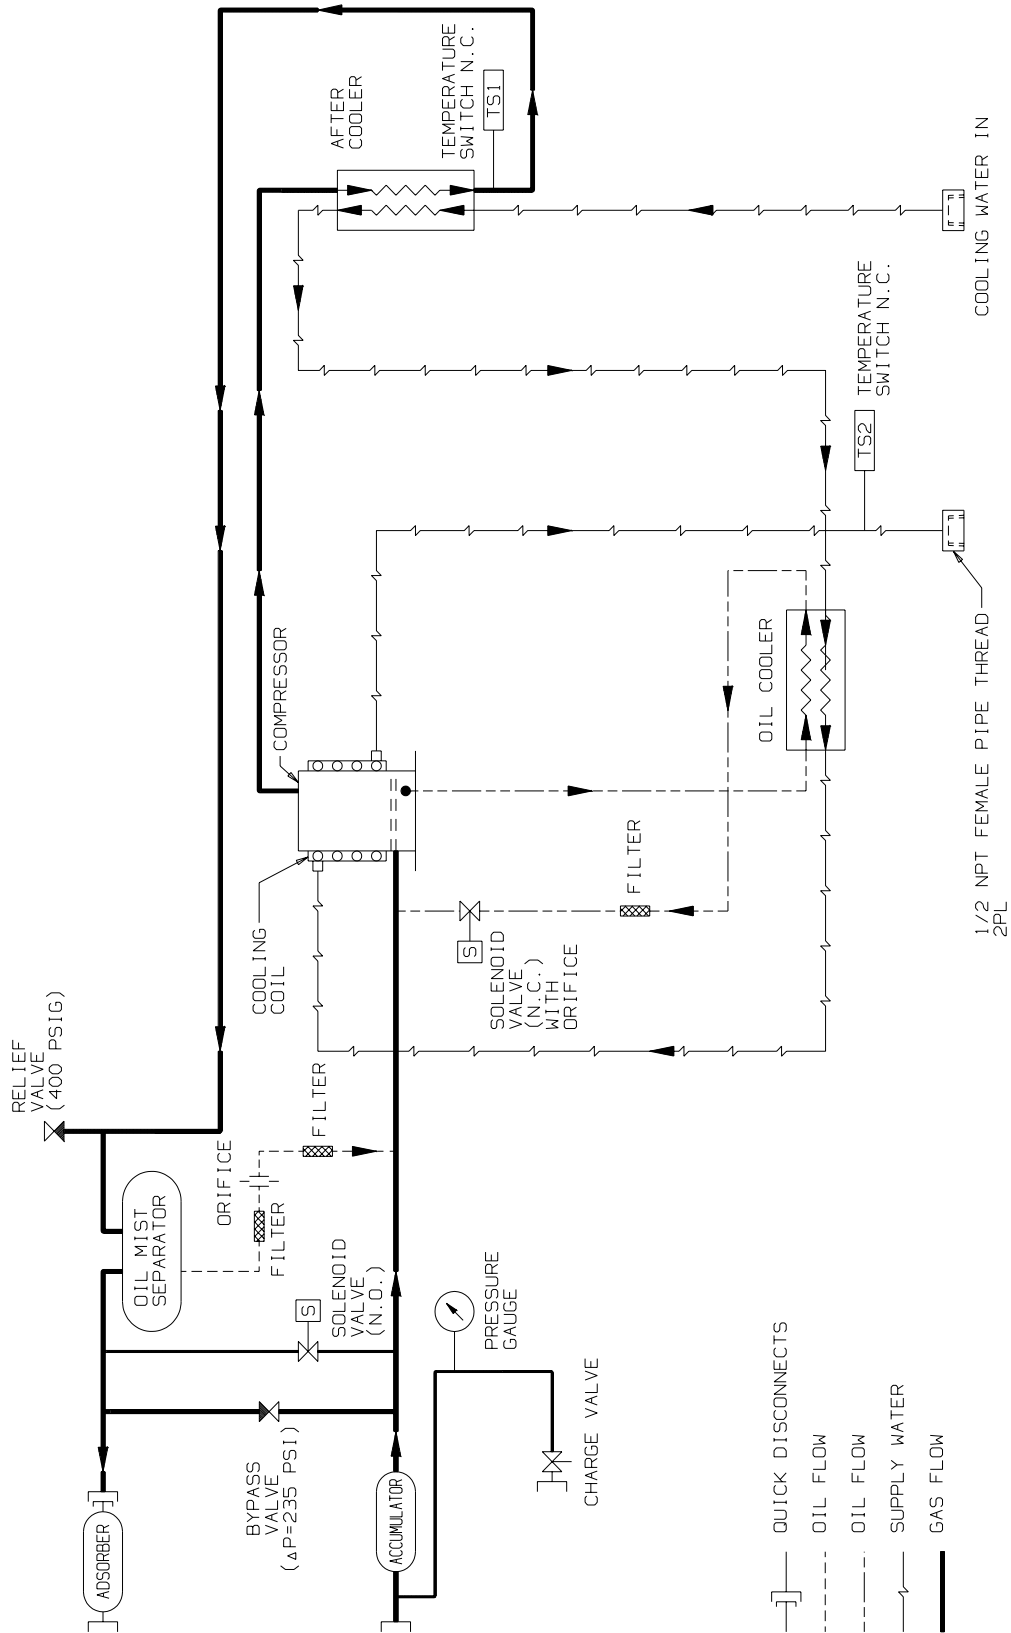 RELIEF
VALVE
(400 PSIG)
OIL MIST
SEPARATOR
ORIFICE
FILTER
FILTER
ADSORBER
BYPASS
VALVE
(ΔP=235 PSI)
SOLENOID
VALVE
(N.O.)
S
ACCUMULATOR
PRESSURE
GAUGE
CHARGE VALVE
COOLING
COIL
COMPRESSOR
SOLENOID
VALVE
(N.C.)
WITH
ORIFICE
S
FILTER
OIL COOLER
AFTER
COOLER
TEMPERATURE
SWITCH N.C.
TS1
TEMPERATURE
SWITCH N.C.
TS2
COOLING WATER IN
1/2 NPT FEMALE PIPE THREAD
2PL
QUICK DISCONNECTS
OIL FLOW
OIL FLOW
SUPPLY WATER
GAS FLOW